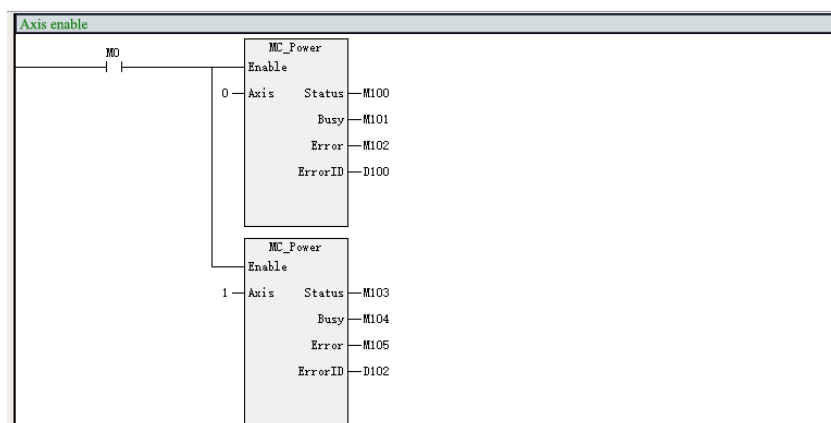 Axis enable
M0
MC_Power
Enable
0 Axis Status M100
Busy M101
Error M102
ErrorID D100
MC_Power
Enable
1 Axis Status M103
Busy M104
Error M105
ErrorID D102